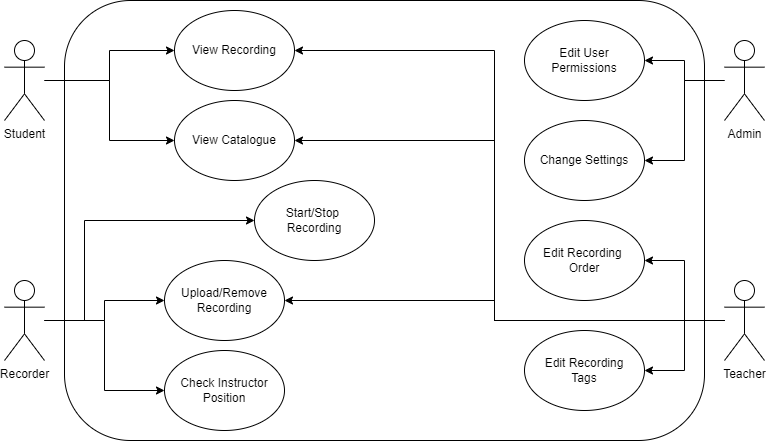 View Recording
Edit User
Permissions
Student
Admin
View Catalogue
Change Settings
Start/Stop
Recording
Edit Recording
Order
Upload/Remove
Recording
Recorder
Teacher
Check Instructor
Position
Edit Recording
Tags